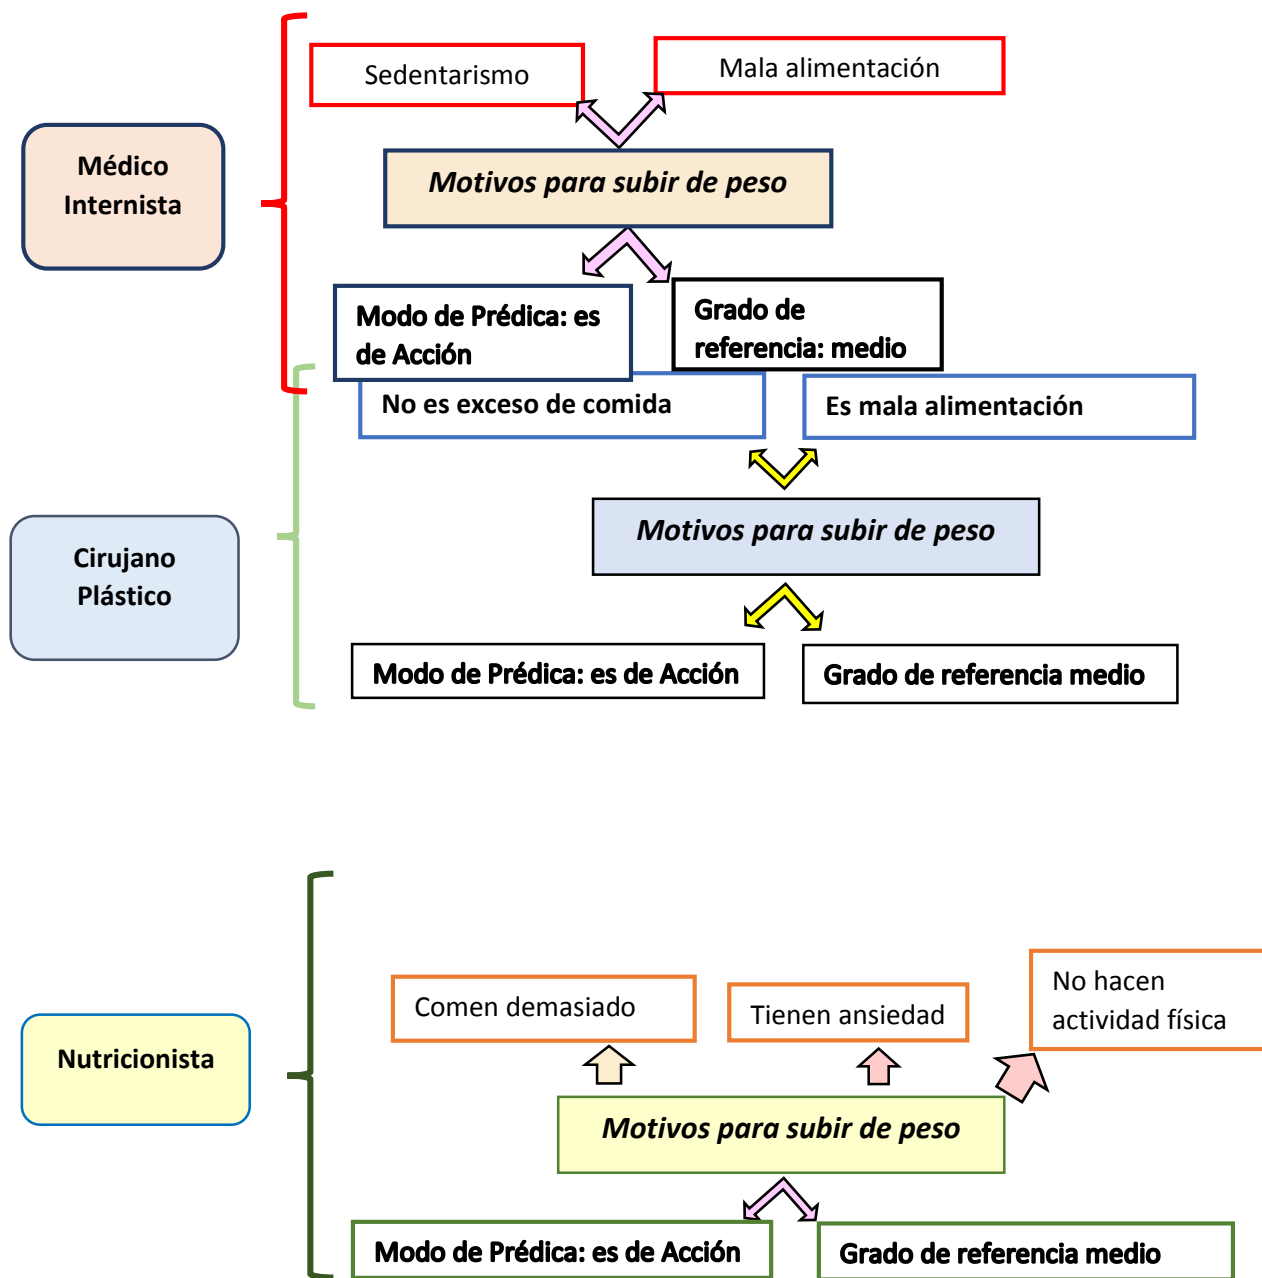 Sedentarismo
Mala alimentación
Médico
Internista
Motivos para subir de peso
Modo de Prédica: es
de Acción
Grado de
referencia: medio
No es exceso de comida
Es mala alimentación
Cirujano
Plástico
Motivos para subir de peso
Modo de Prédica: es de Acción
Grado de referencia medio
Comen demasiado
Tienen ansiedad
No hacen
actividad física
Nutricionista
Motivos para subir de peso
Modo de Prédica: es de Acción
Grado de referencia medio